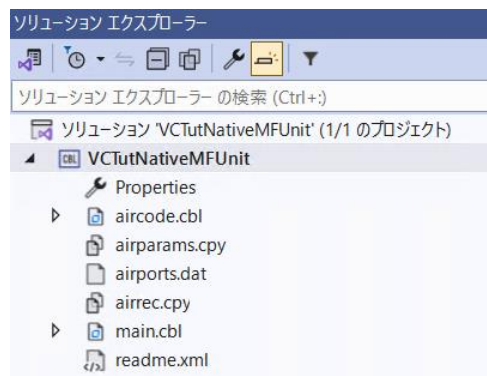 ソリューション エクスプローラー
ソリューション エクスプローラー の検索 (Ctrl+:)
ソリューション 'VCTutNativeMFUnit' (1/1 のプロジェクト)
CBL VCTutNativeMFUnit
Properties
aircode.cbl
airparams.cpy
airports.dat
airrec.cpy
main.cbl
readme.xml